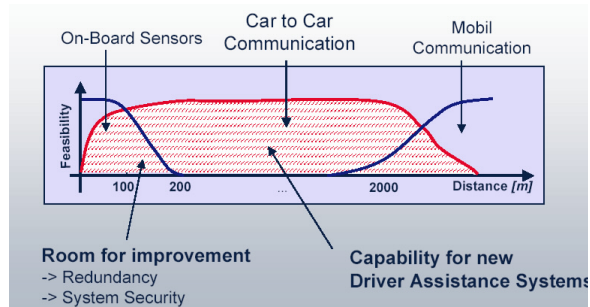 On-Board Sensors
Car to Car
Communication
Mobil
Communication
Feasibility
100
200
...
2000
Distance [m]
Room for improvement
-> Redundancy
-> System Security
Capability for new
Driver Assistance Systems